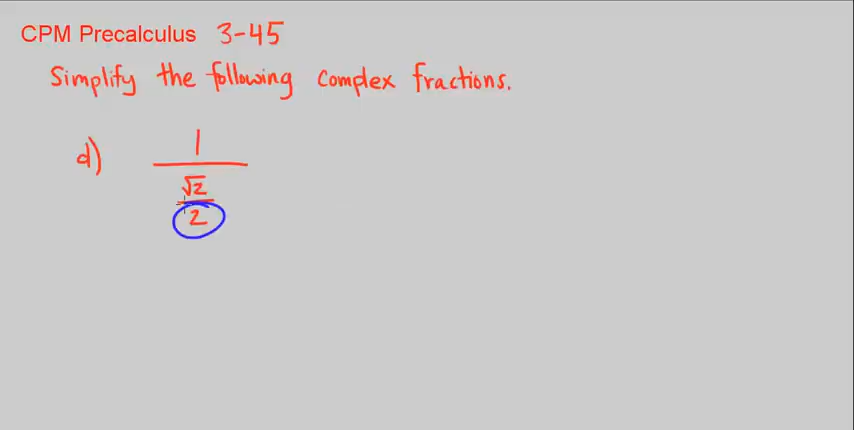 CPM Precalculus 3-45
Simplify the following complex fractions.
d) 1
√2
2